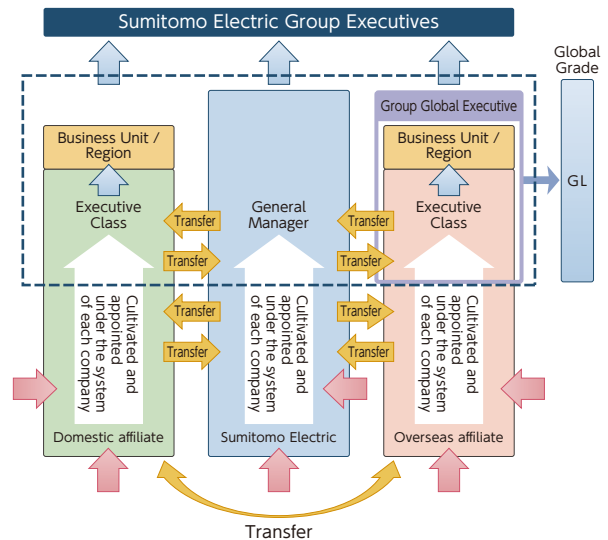 Sumitomo Electric Group Executives
Global
Grade
Group Global Executive
Business Unit /
Region
Business Unit /
Region
GL
Executive
Class
Transfer
General
Manager
Transfer
Executive
Class
Transfer
Transfer
Cultivated and
appointed
under the system
of each company
Transfer
Cultivated and
appointed
under the system
of each company
Transfer
Cultivated and
appointed
under the system
of each company
Transfer
Transfer
Domestic affiliate
Sumitomo Electric
Overseas affiliate
Transfer